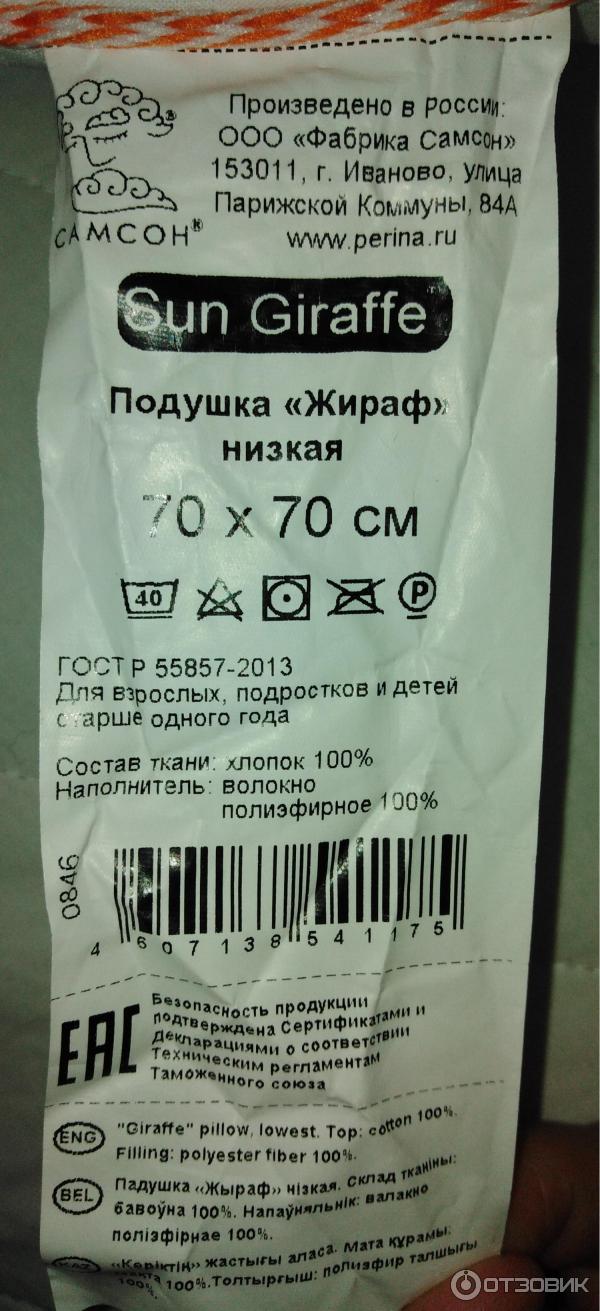 Произведено в России:
ООО «Фабрика Самсон»
153011, г. Иваново, улица
Парижской Коммуны, 84А
www.perina.ru
САМСОН®
Sun Giraffe
Подушка «Жираф»
низкая
70 х 70 см
40
P
ГОСТ Р 55857-2013
Для взрослых, подростков и детей
старше одного года
Состав ткани: хлопок 100%
Наполнитель: волокно
полиэфирное 100%
0846
4 607138 541175
EAC
Безопасность продукции
подтверждена Сертификатами и
Декларациями о соответствии
Техническим регламентам
Таможенного союза
ENG "Giraffe" pillow, lowest. Top: cotton 100%.
Filling: polyester fiber 100%.
BEL Падушка «Жыраф» нізкая. Склад тканіны:
бавоўна 100%. Напаўняльнік: валакно
поліэфірнае 100%.
«Керіктің» жастығы аласа. Мата құрамы:
100%.Толтырғыш: полиэфир талшығы
100%.
ОТЗОВИК